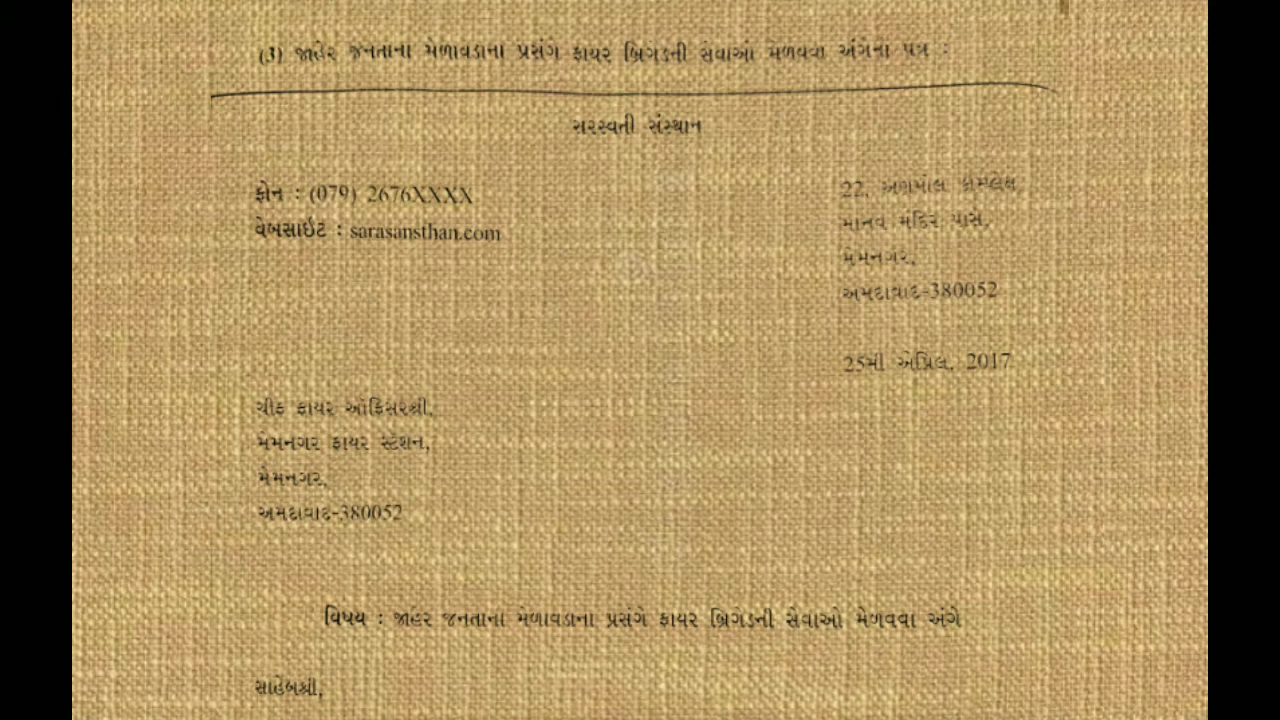 (3) જાહેર જનતાના મેળાવડાના પ્રસંગે ફાયર બ્રિગેડની સેવાઓ મેળવવા અંગેના પત્ર :
સરસ્વતી સંસ્થાન
ફોન : (079) 2676XXXX
વેબસાઈટ : sarasansthan.com
22, અણમોલ કોમ્પ્લેક્ષ
માનવ મંદિર પાસે,
મેમનગર,
અમદાવાદ-380052
25મી એપ્રિલ, 2017
ચીફ ફાયર ઑફિસરશ્રી,
મેમનગર ફાયર સ્ટેશન,
મેમનગર,
અમદાવાદ-380052
વિષય : જાહેર જનતાના મેળાવડાના પ્રસંગે ફાયર બ્રિગેડની સેવાઓ મેળવવા અંગે
સાહેબશ્રી,